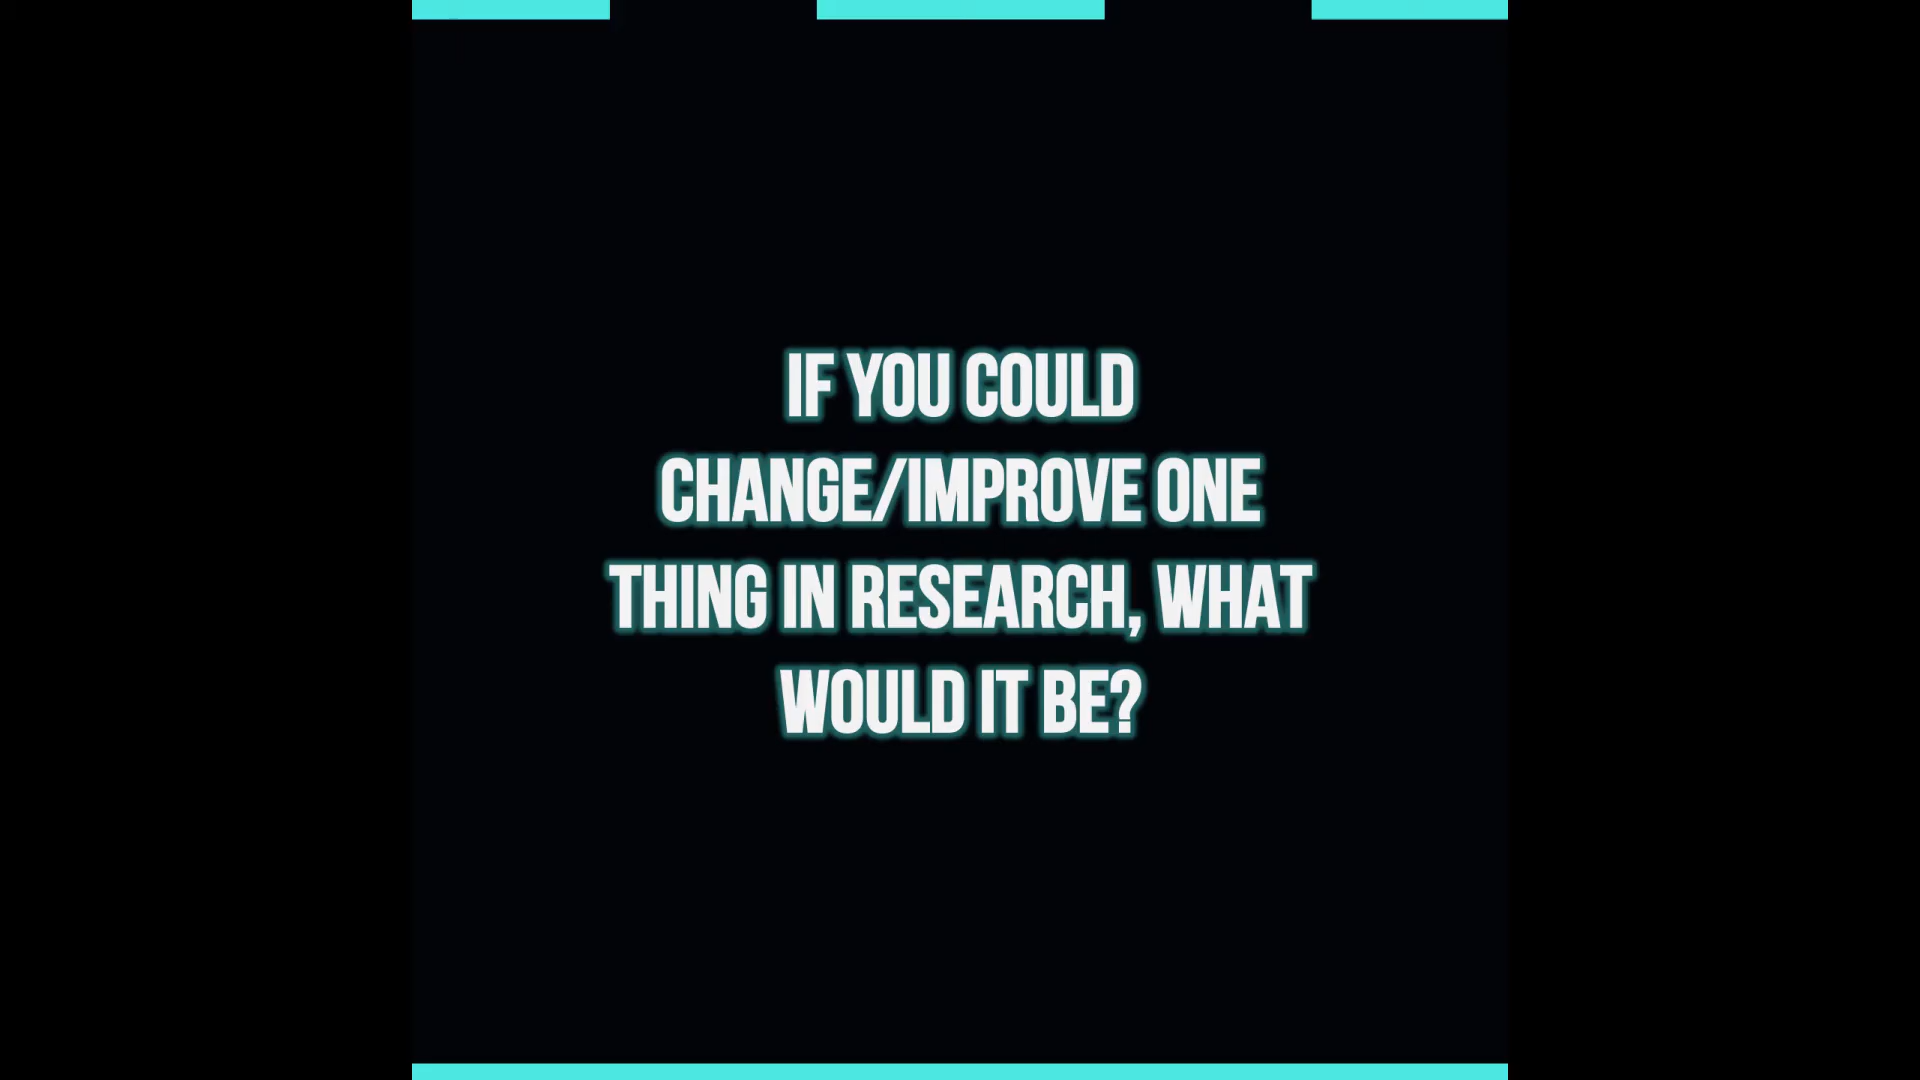 IF YOU COULD
CHANGE/IMPROVE ONE
THING IN RESEARCH, WHAT
WOULD IT BE?